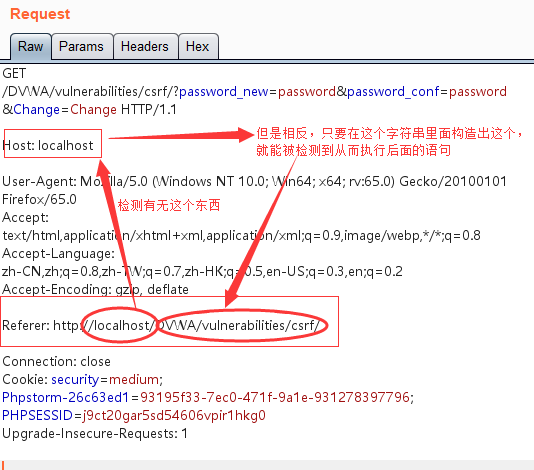 Request
Raw
Params
Headers
Hex
GET
/DVWA/vulnerabilities/csrf/?password_new=password&password_conf=password
&Change=Change HTTP/1.1
Host: localhost
但是相反，只要在这个字符串里面构造出这个，
就能被检测到从而执行后面的语句
User-Agent: Mozilla/5.0 (Windows NT 10.0; Win64; x64; rv:65.0) Gecko/20100101
Firefox/65.0
检测有无这个东西
Accept:
text/html,application/xhtml+xml,application/xml;q=0.9,image/webp,*/*;q=0.8
Accept-Language:
zh-CN,zh;q=0.8,zh-TW;q=0.7,zh-HK;q=0.5,en-US;q=0.3,en;q=0.2
Accept-Encoding: gzip, deflate
Referer: http://localhost/DVWA/vulnerabilities/csrf/
Connection: close
Cookie: security=medium;
Phpstorm-26c63ed1=93195f33-7ec0-471f-9a1e-931278397796;
PHPSESSID=j9ct20gar5sd54606vpir1hkg0
Upgrade-Insecure-Requests: 1